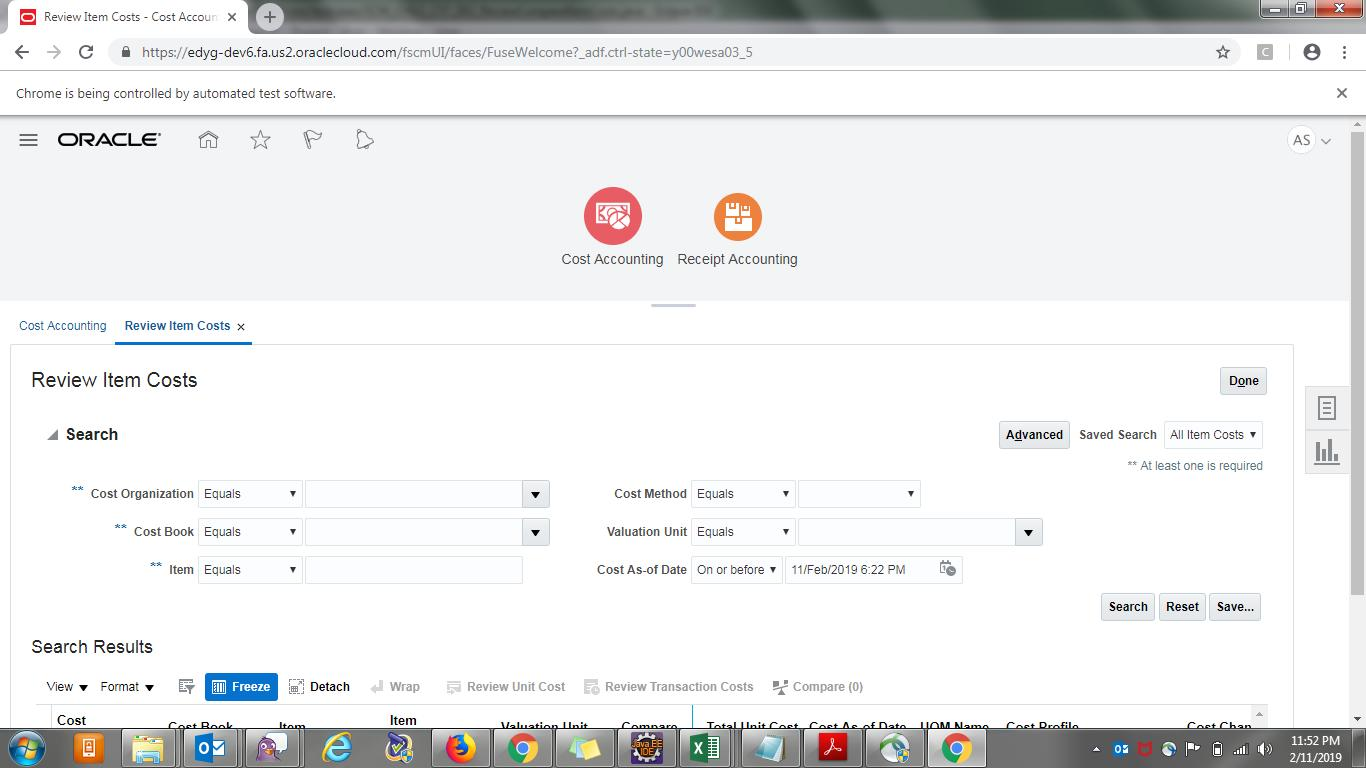 Review Item Costs - Cost Accoun
https://edyg-dev6.fa.us2.oraclecloud.com/fscmUI/faces/FuseWelcome?_adf.ctrl-state=y00wesa03_5
C
Chrome is being controlled by automated test software.
ORACLE
AS
Cost Accounting Receipt Accounting
Cost Accounting Review Item Costs
Review Item Costs Done
Search Advanced Saved Search All Item Costs
** At least one is required
** Cost Organization Equals Cost Method Equals
** Cost Book Equals Valuation Unit Equals
** Item Equals Cost As-of Date On or before 11/Feb/2019 6:22 PM
Search Reset Save...
Search Results
View Format Freeze Detach Wrap Review Unit Cost Review Transaction Costs Compare (0)
Cost Cost Book Item Item Valuation Unit Compare Total Unit Cost Cost As-of Date UOM Name Cost Profile Cost Chan
Java EE
IDE
11:52 PM
2/11/2019